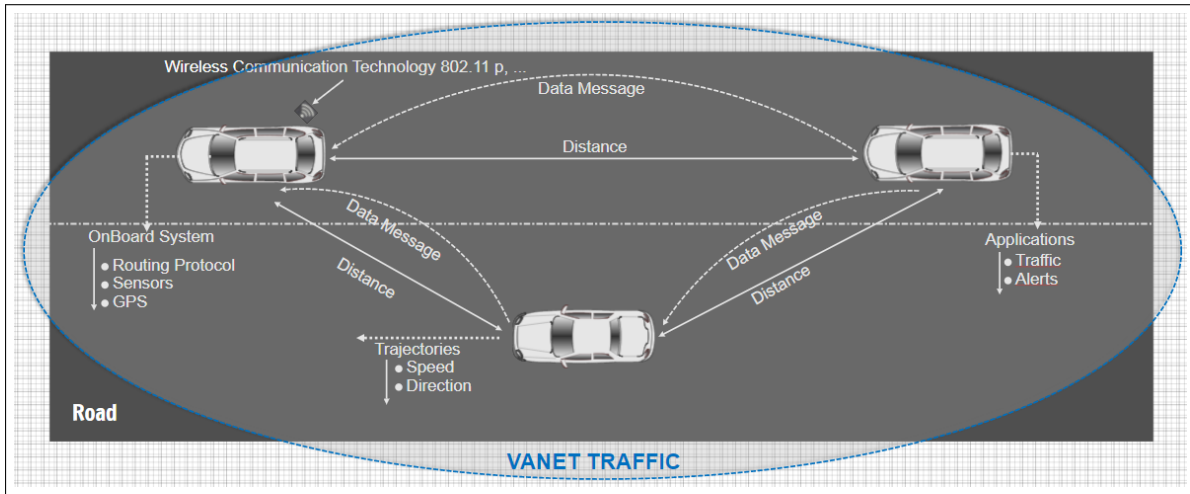 Wireless Communication Technology 802.11 p, ...
Data Message
Distance
Data Message
Distance
Data Message
Distance
OnBoard System
● Routing Protocol
● Sensors
● GPS
Applications
● Traffic
● Alerts
Trajectories
● Speed
● Direction
Road
VANET TRAFFIC